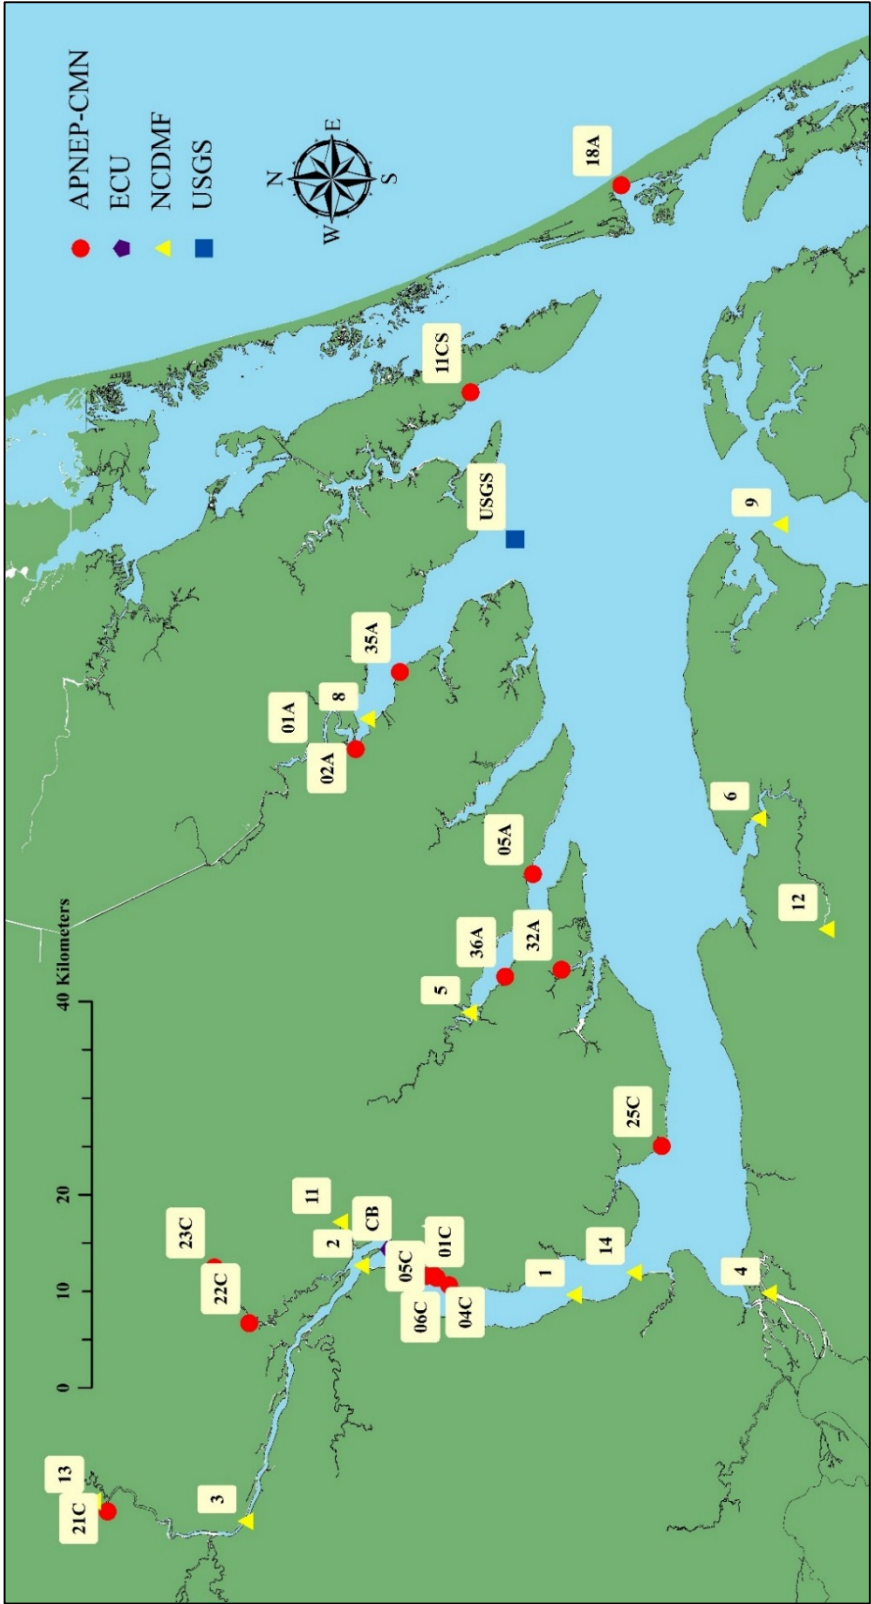 APNEP-CMN
ECU
NCDMF
USGS
N
W
E
S
0
10
20
40 Kilometers
21C
13
3
22C
23C
11
2
CB
05C
01C
06C
04C
1
14
4
25C
5
36A
32A
05A
12
6
02A
01A
8
35A
USGS
11CS
9
18A